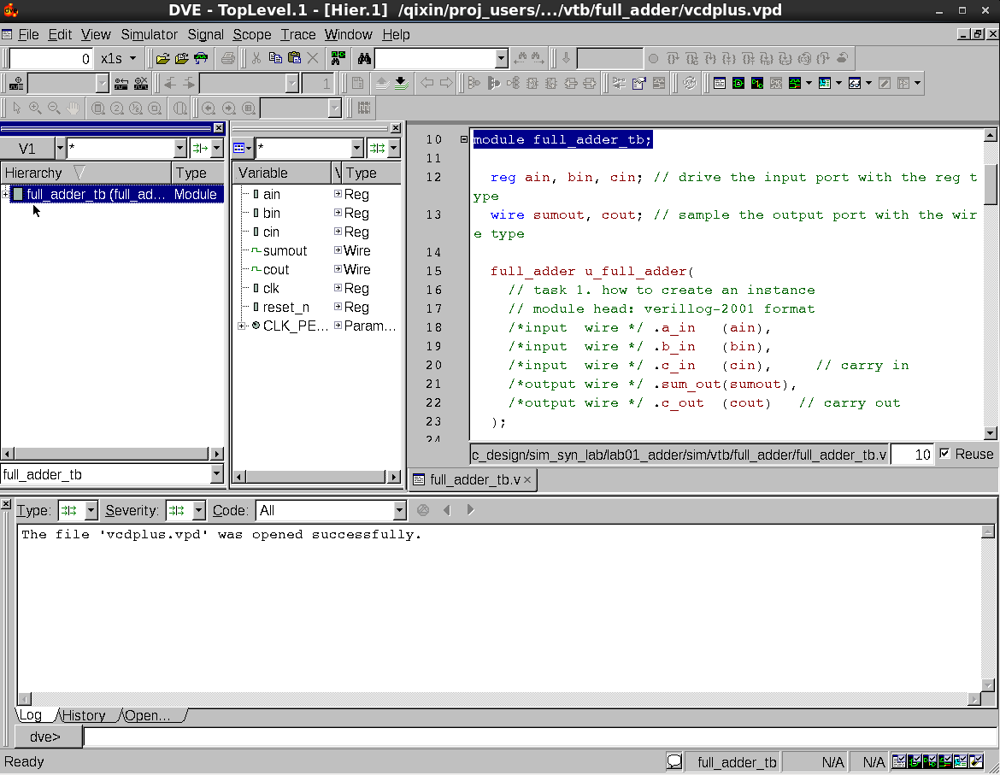 DVE - TopLevel.1 - [Hier.1] /qixin/proj_users/.../vtb/full_adder/vcdplus.vpd
File Edit View Simulator Signal Scope Trace Window Help
0 x1s
1
V1 *
Hierarchy Type
full_adder_tb (full_ad... Module
full_adder_tb
*
Variable V Type
ain Reg
bin Reg
cin Reg
sumout Wire
cout Wire
clk Reg
reset_n Reg
CLK_PE... Param...
10 module full_adder_tb;
11
12 reg ain, bin, cin; // drive the input port with the reg t
ype
13 wire sumout, cout; // sample the output port with the wir
e type
14
15 full_adder u_full_adder(
16 // task 1. how to create an instance
17 // module head: verillog-2001 format
18 /*input  wire */ .a_in   (ain),
19 /*input  wire */ .b_in   (bin),
20 /*input  wire */ .c_in   (cin),     // carry in
21 /*output wire */ .sum_out(sumout),
22 /*output wire */ .c_out  (cout)   // carry out
23 );
24
c_design/sim_syn_lab/lab01_adder/sim/vtb/full_adder/full_adder_tb.v 10 Reuse
full_adder_tb.v
Type: Severity: Code: All
The file 'vcdplus.vpd' was opened successfully.
Log History Open...
dve>
Ready full_adder_tb N/A N/A